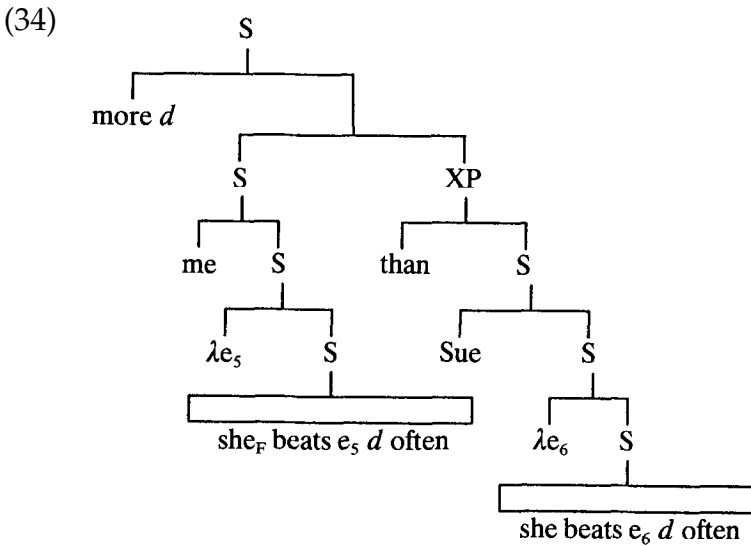 (34)
S
more d
S XP
me S than S
λe₅ S Sue S
she_F beats e₅ d often λe₆ S
she beats e₆ d often